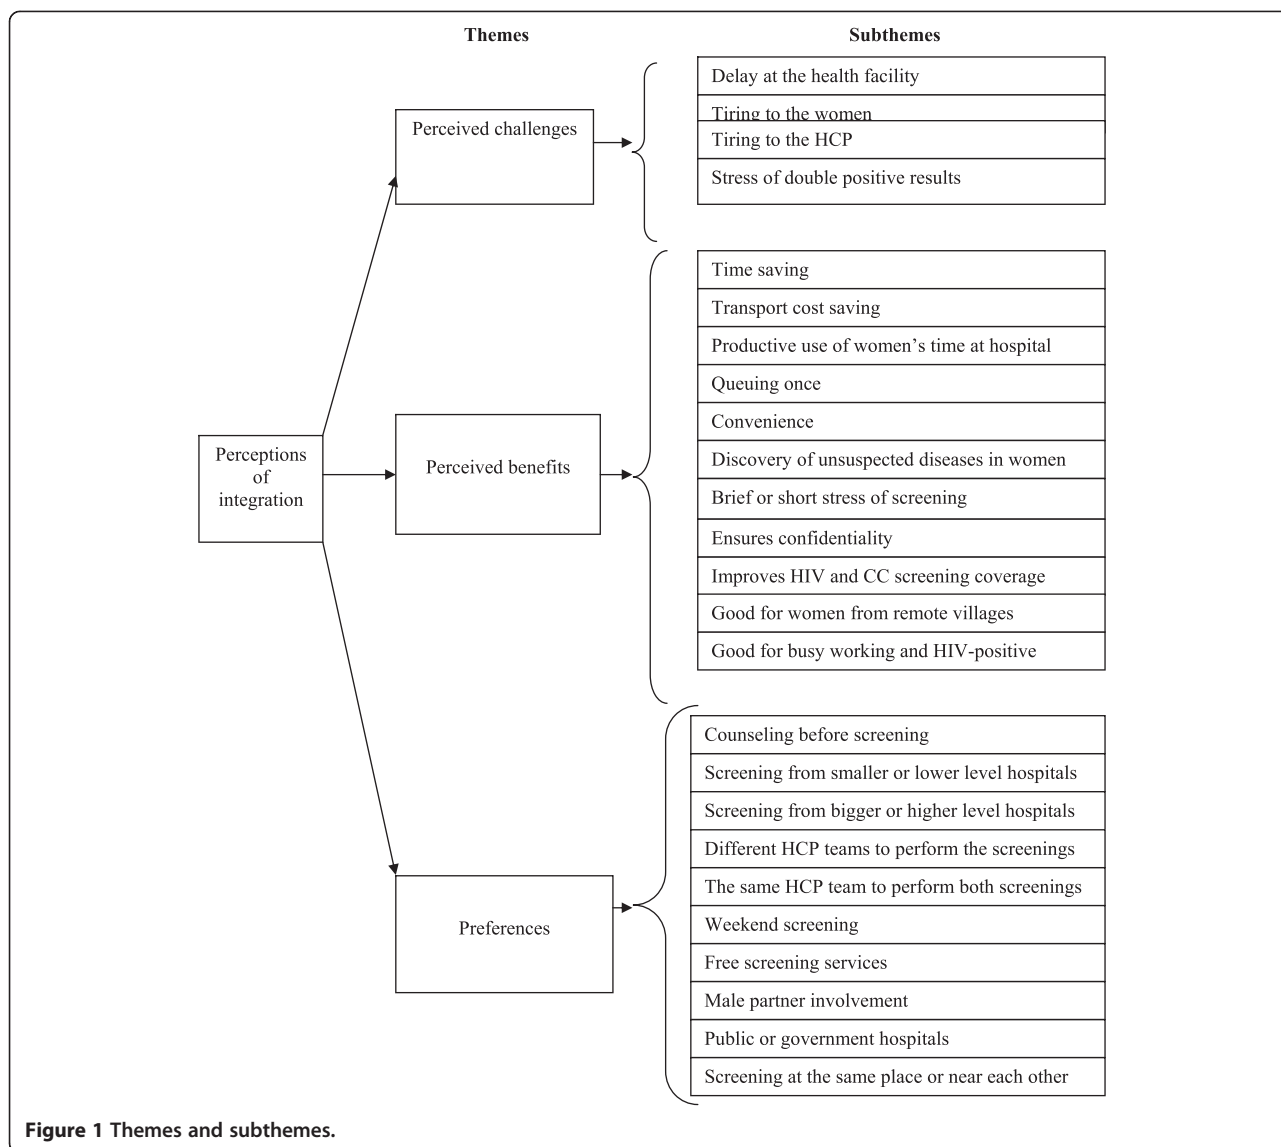 Themes
Subthemes
Perceptions
of
integration
Perceived challenges
Delay at the health facility
Tiring to the women
Tiring to the HCP
Stress of double positive results
Perceived benefits
Time saving
Transport cost saving
Productive use of women’s time at hospital
Queuing once
Convenience
Discovery of unsuspected diseases in women
Brief or short stress of screening
Ensures confidentiality
Improves HIV and CC screening coverage
Good for women from remote villages
Good for busy working and HIV-positive
Preferences
Counseling before screening
Screening from smaller or lower level hospitals
Screening from bigger or higher level hospitals
Different HCP teams to perform the screenings
The same HCP team to perform both screenings
Weekend screening
Free screening services
Male partner involvement
Public or government hospitals
Screening at the same place or near each other
Figure 1 Themes and subthemes.